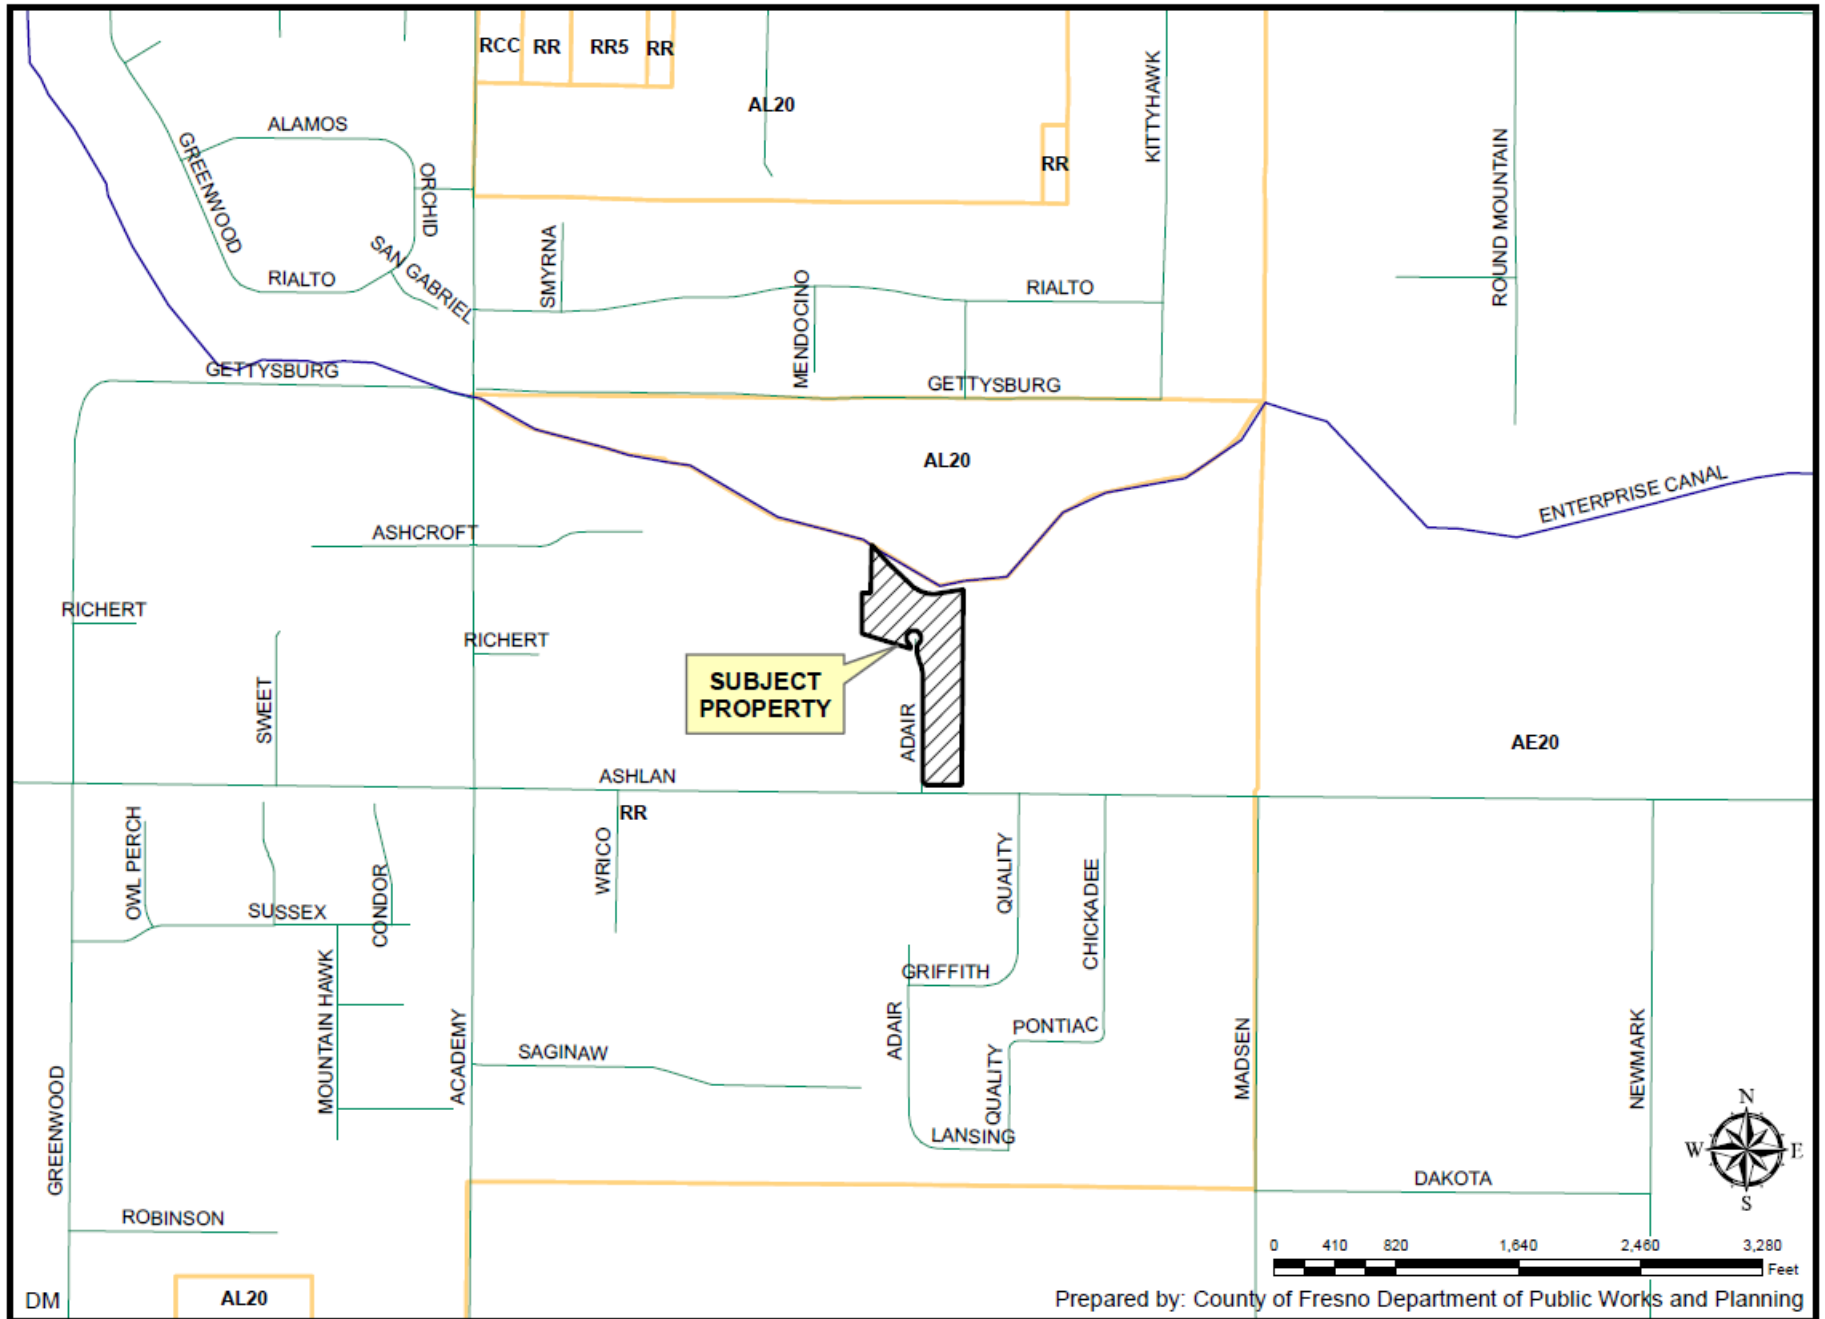 RCC RR RR5 RR
AL20
KITTYHAWK
ALAMOS
GREENWOOD
ORCHID
RR
ROUND MOUNTAIN
SMYRNA
SAN GABRIEL
RIALTO
MENDOCINO
RIALTO
GETTYSBURG
GETTYSBURG
AL20
ENTERPRISE CANAL
ASHCROFT
RICHERT
RICHERT
SWEET
SUBJECT
PROPERTY
ADAIR
AE20
ASHLAN
RR
OWL PERCH
WRICO
CONDOR
QUALITY
CHICKADEE
SUSSEX
MOUNTAIN HAWK
GRIFFITH
ADAIR
PONTIAC
ACADEMY
SAGINAW
QUALITY
MADSEN
NEWMARK
GREENWOOD
LANSING
N
W E
S
DAKOTA
ROBINSON
0 410 820 1,640 2,460 3,280
Feet
DM
AL20
Prepared by: County of Fresno Department of Public Works and Planning